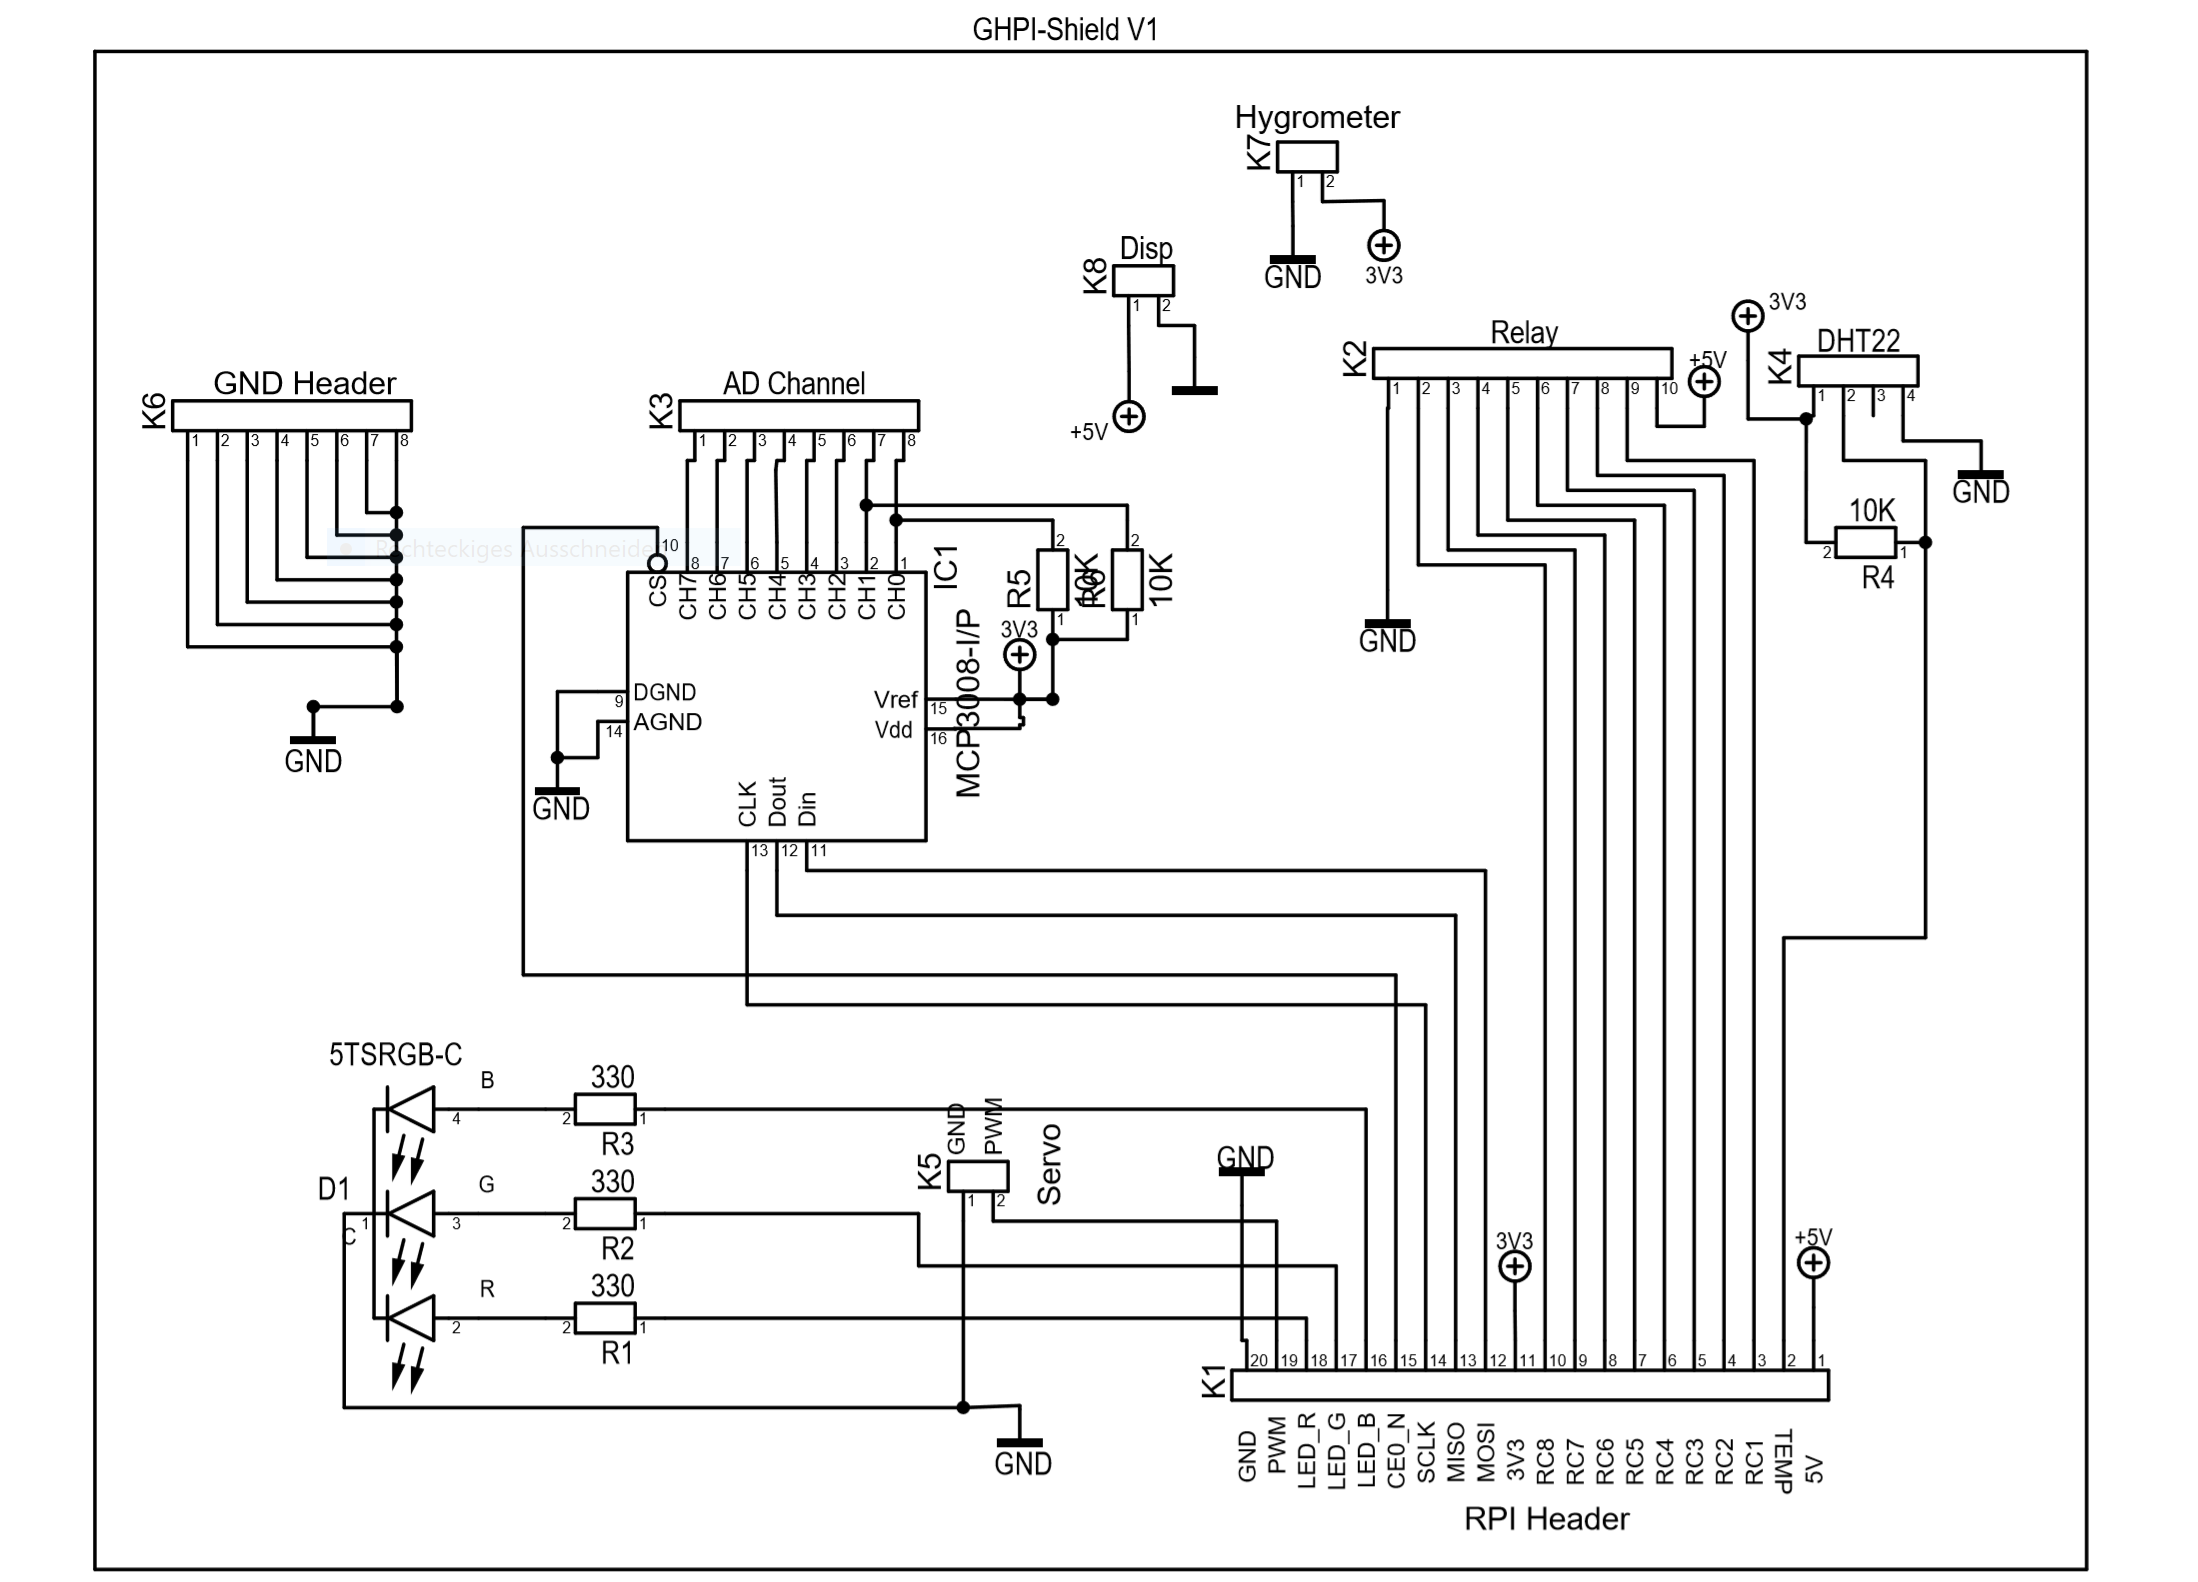 GHPI-Shield V1
Hygrometer
K7
1 2
GND
3V3
Disp
K8
1 2
+5V
Relay
K2
1 2 3 4 5 6 7 8 9 10
+5V
GND
3V3
DHT22
K4
1 2 3 4
GND
10K
2 1
R4
GND Header
K6
1 2 3 4 5 6 7 8
GND
AD Channel
K3
1 2 3 4 5 6 7 8
Rechteckiges Ausschneide
10 8 7 6 5 4 3 2 1
CS CH7 CH6 CH5 CH4 CH3 CH2 CH1 CH0
IC1
MCP3008-I/P
2 2
R5 10K R6 10K
1 1
3V3
DGND
9
AGND
14
GND
Vref
15
Vdd
16
CLK Dout Din
13 12 11
5TSRGB-C
B
4
330
2 1
R3
D1
G
1 3
C
330
2 1
R2
R
2
330
2 1
R1
GND PWM
K5
Servo
1 2
GND
GND
3V3
+5V
K1
20 19 18 17 16 15 14 13 12 11 10 9 8 7 6 5 4 3 2 1
GND PWM LED_R LED_G LED_B CE0_N SCLK MISO MOSI 3V3 RC8 RC7 RC6 RC5 RC4 RC3 RC2 RC1 TEMP 5V
RPI Header